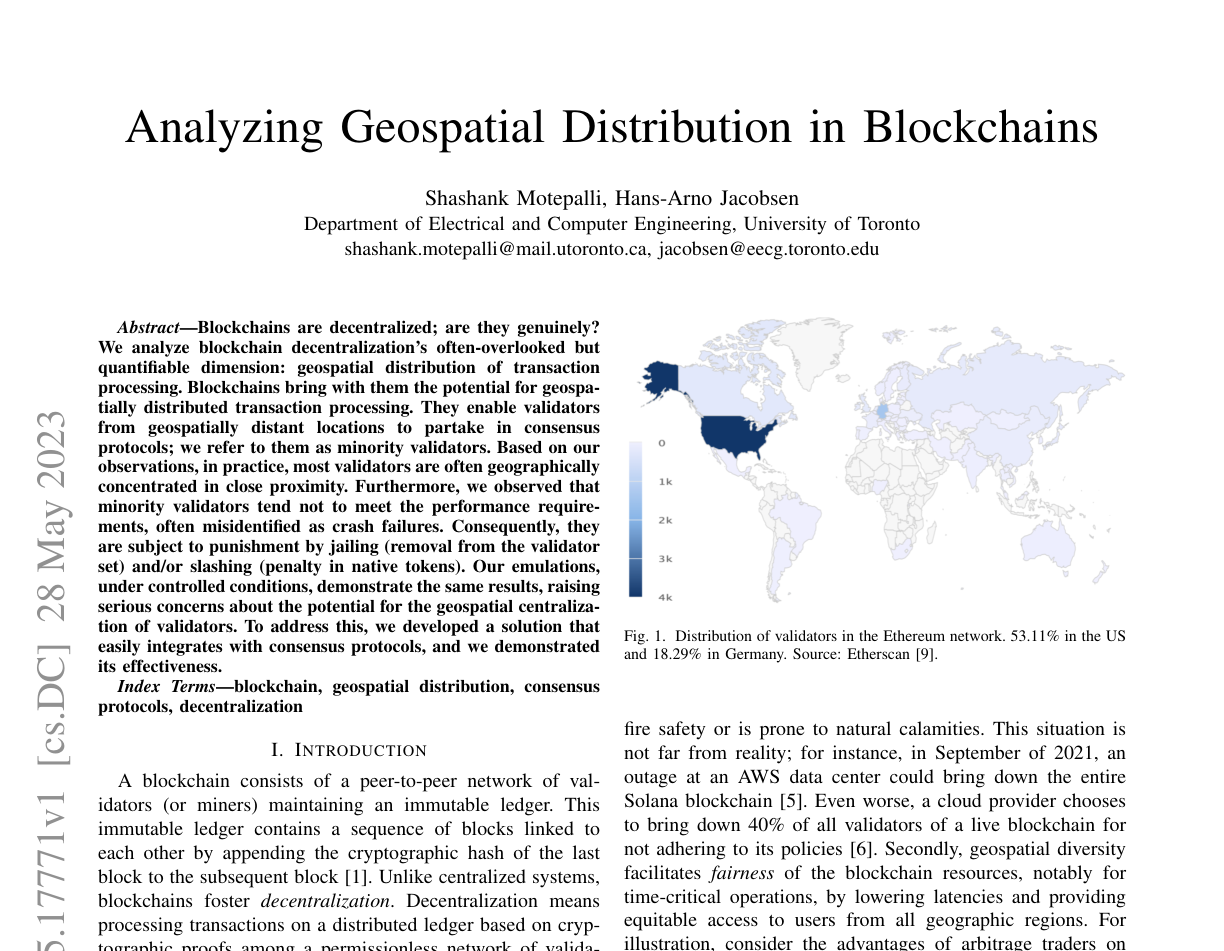 Analyzing Geospatial Distribution in Blockchains
Shashank Motepalli, Hans-Arno Jacobsen
Department of Electrical and Computer Engineering, University of Toronto
shashank.motepalli@mail.utoronto.ca, jacobsen@eecg.toronto.edu
5.17771v1 [cs.DC] 28 May 2023
Abstract—Blockchains are decentralized; are they genuinely?
We analyze blockchain decentralization's often-overlooked but
quantifiable dimension: geospatial distribution of transaction
processing. Blockchains bring with them the potential for geospa-
tially distributed transaction processing. They enable validators
from geospatially distant locations to partake in consensus
protocols; we refer to them as minority validators. Based on our
observations, in practice, most validators are often geographically
concentrated in close proximity. Furthermore, we observed that
minority validators tend not to meet the performance require-
ments, often misidentified as crash failures. Consequently, they
are subject to punishment by jailing (removal from the validator
set) and/or slashing (penalty in native tokens). Our emulations,
under controlled conditions, demonstrate the same results, raising
serious concerns about the potential for the geospatial centraliza-
tion of validators. To address this, we developed a solution that
easily integrates with consensus protocols, and we demonstrated
its effectiveness.
Index Terms—blockchain, geospatial distribution, consensus
protocols, decentralization
I. INTRODUCTION
A blockchain consists of a peer-to-peer network of val-
idators (or miners) maintaining an immutable ledger. This
immutable ledger contains a sequence of blocks linked to
each other by appending the cryptographic hash of the last
block to the subsequent block [1]. Unlike centralized systems,
blockchains foster decentralization. Decentralization means
processing transactions on a distributed ledger based on cryp-
tographic proofs among a permissionless network of valida-
0
1k
2k
3k
4k
Fig. 1. Distribution of validators in the Ethereum network. 53.11% in the US
and 18.29% in Germany. Source: Etherscan [9].
fire safety or is prone to natural calamities. This situation is
not far from reality; for instance, in September of 2021, an
outage at an AWS data center could bring down the entire
Solana blockchain [5]. Even worse, a cloud provider chooses
to bring down 40% of all validators of a live blockchain for
not adhering to its policies [6]. Secondly, geospatial diversity
facilitates fairness of the blockchain resources, notably for
time-critical operations, by lowering latencies and providing
equitable access to users from all geographic regions. For
illustration, consider the advantages of arbitrage traders on